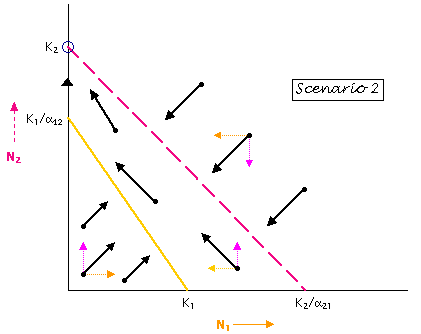 K₂
Scenario 2
K₁/α₁₂
N₂
K₁
K₂/α₂₁
N₁